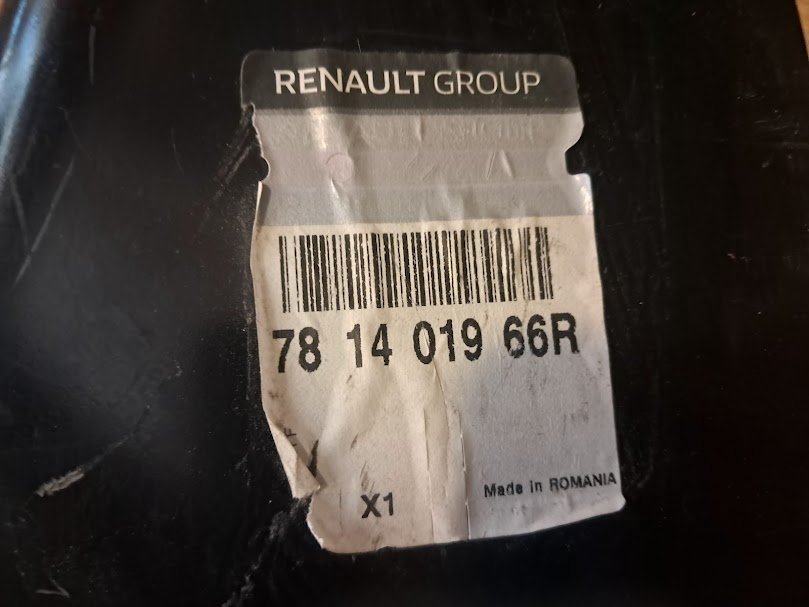 RENAULT GROUP
78 14 019 66R
X1
Made in ROMANIA